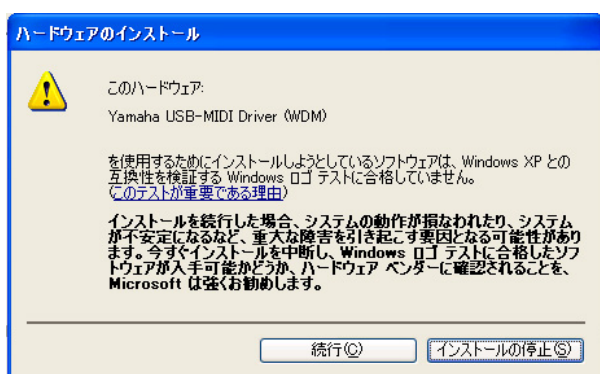 ハードウェアのインストール
このハードウェア:
Yamaha USB-MIDI Driver (WDM)
を使用するためにインストールしようとしているソフトウェアは、Windows XP との
互換性を検証する Windows ロゴ テストに合格していません。
(このテストが重要である理由)
インストールを続行した場合、システムの動作が損なわれたり、システム
が不安定になるなど、重大な障害を引き起こす要因となる可能性があり
ます。今すぐインストールを中断し、Windows ロゴ テストに合格したソフ
トウェアが入手可能かどうか、ハードウェア ベンダーに確認されることを、
Microsoft は強くお勧めします。
続行(C)
インストールの停止(S)